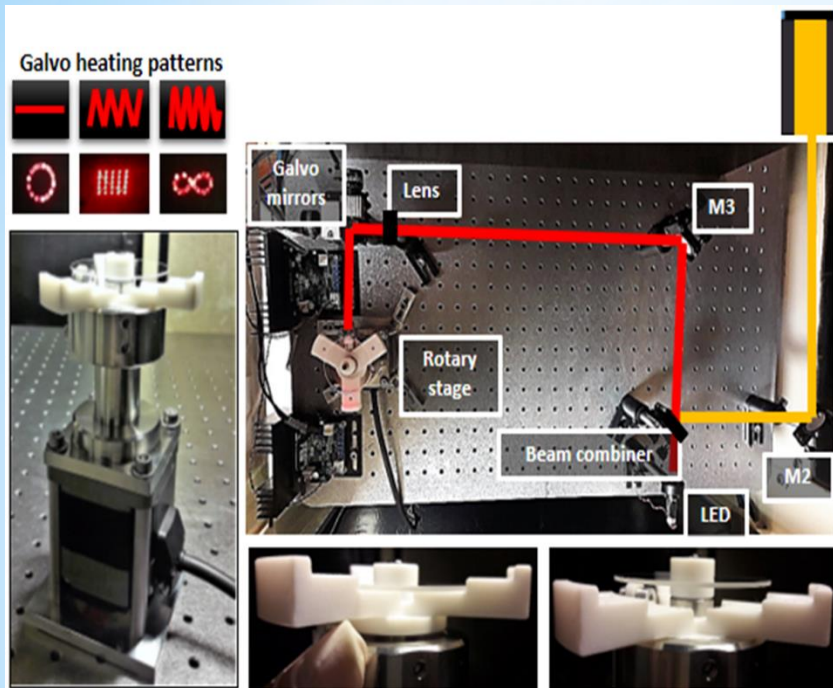 Galvo heating patterns
Galvo
mirrors
Lens
M3
Rotary
stage
Beam combiner
M2
LED